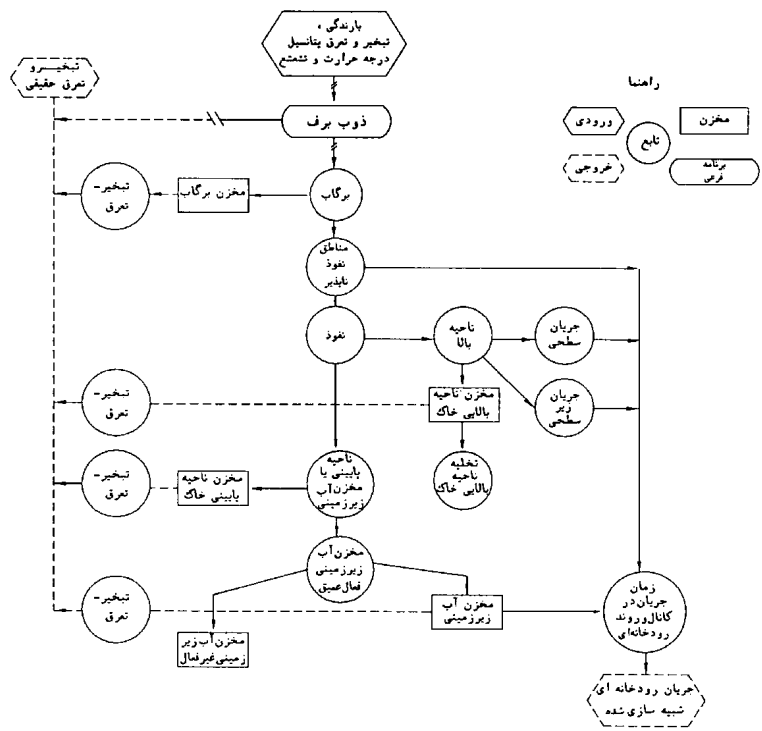 بارندگی ،
تبخیر و تعرق پتانسیل
درجه حرارت و تشعشع
تبخیـــر و
تعرق حقیقی
راهنما
ورودی
مخزن
تابع
خروجی
برنامه
فرعی
ذوب برف
تبخیر-
تعرق
مخزن برگاب
برگاب
مناطق
نفوذ
ناپذیر
نفوذ
ناحیه
بالا
جریان
سطحی
تبخیر-
تعرق
مخزن ناحیه
بالایی خاک
جریان
زیر
سطحی
تبخیر-
تعرق
مخزن ناحیه
پایینی خاک
ناحیه
پایینی یا
مخزن آب
زیرزمینی
تخلیه
ناحیه
بالایی خاک
مخزن آب
زیرزمینی
فعال عمیق
تبخیر-
تعرق
مخزن آب زیر
زمینی غیرفعال
مخزن آب
زیرزمینی
زمان
جریان در
کانال و روند
رودخانه‌ای
جریان رودخانه ای
شبیه سازی شده